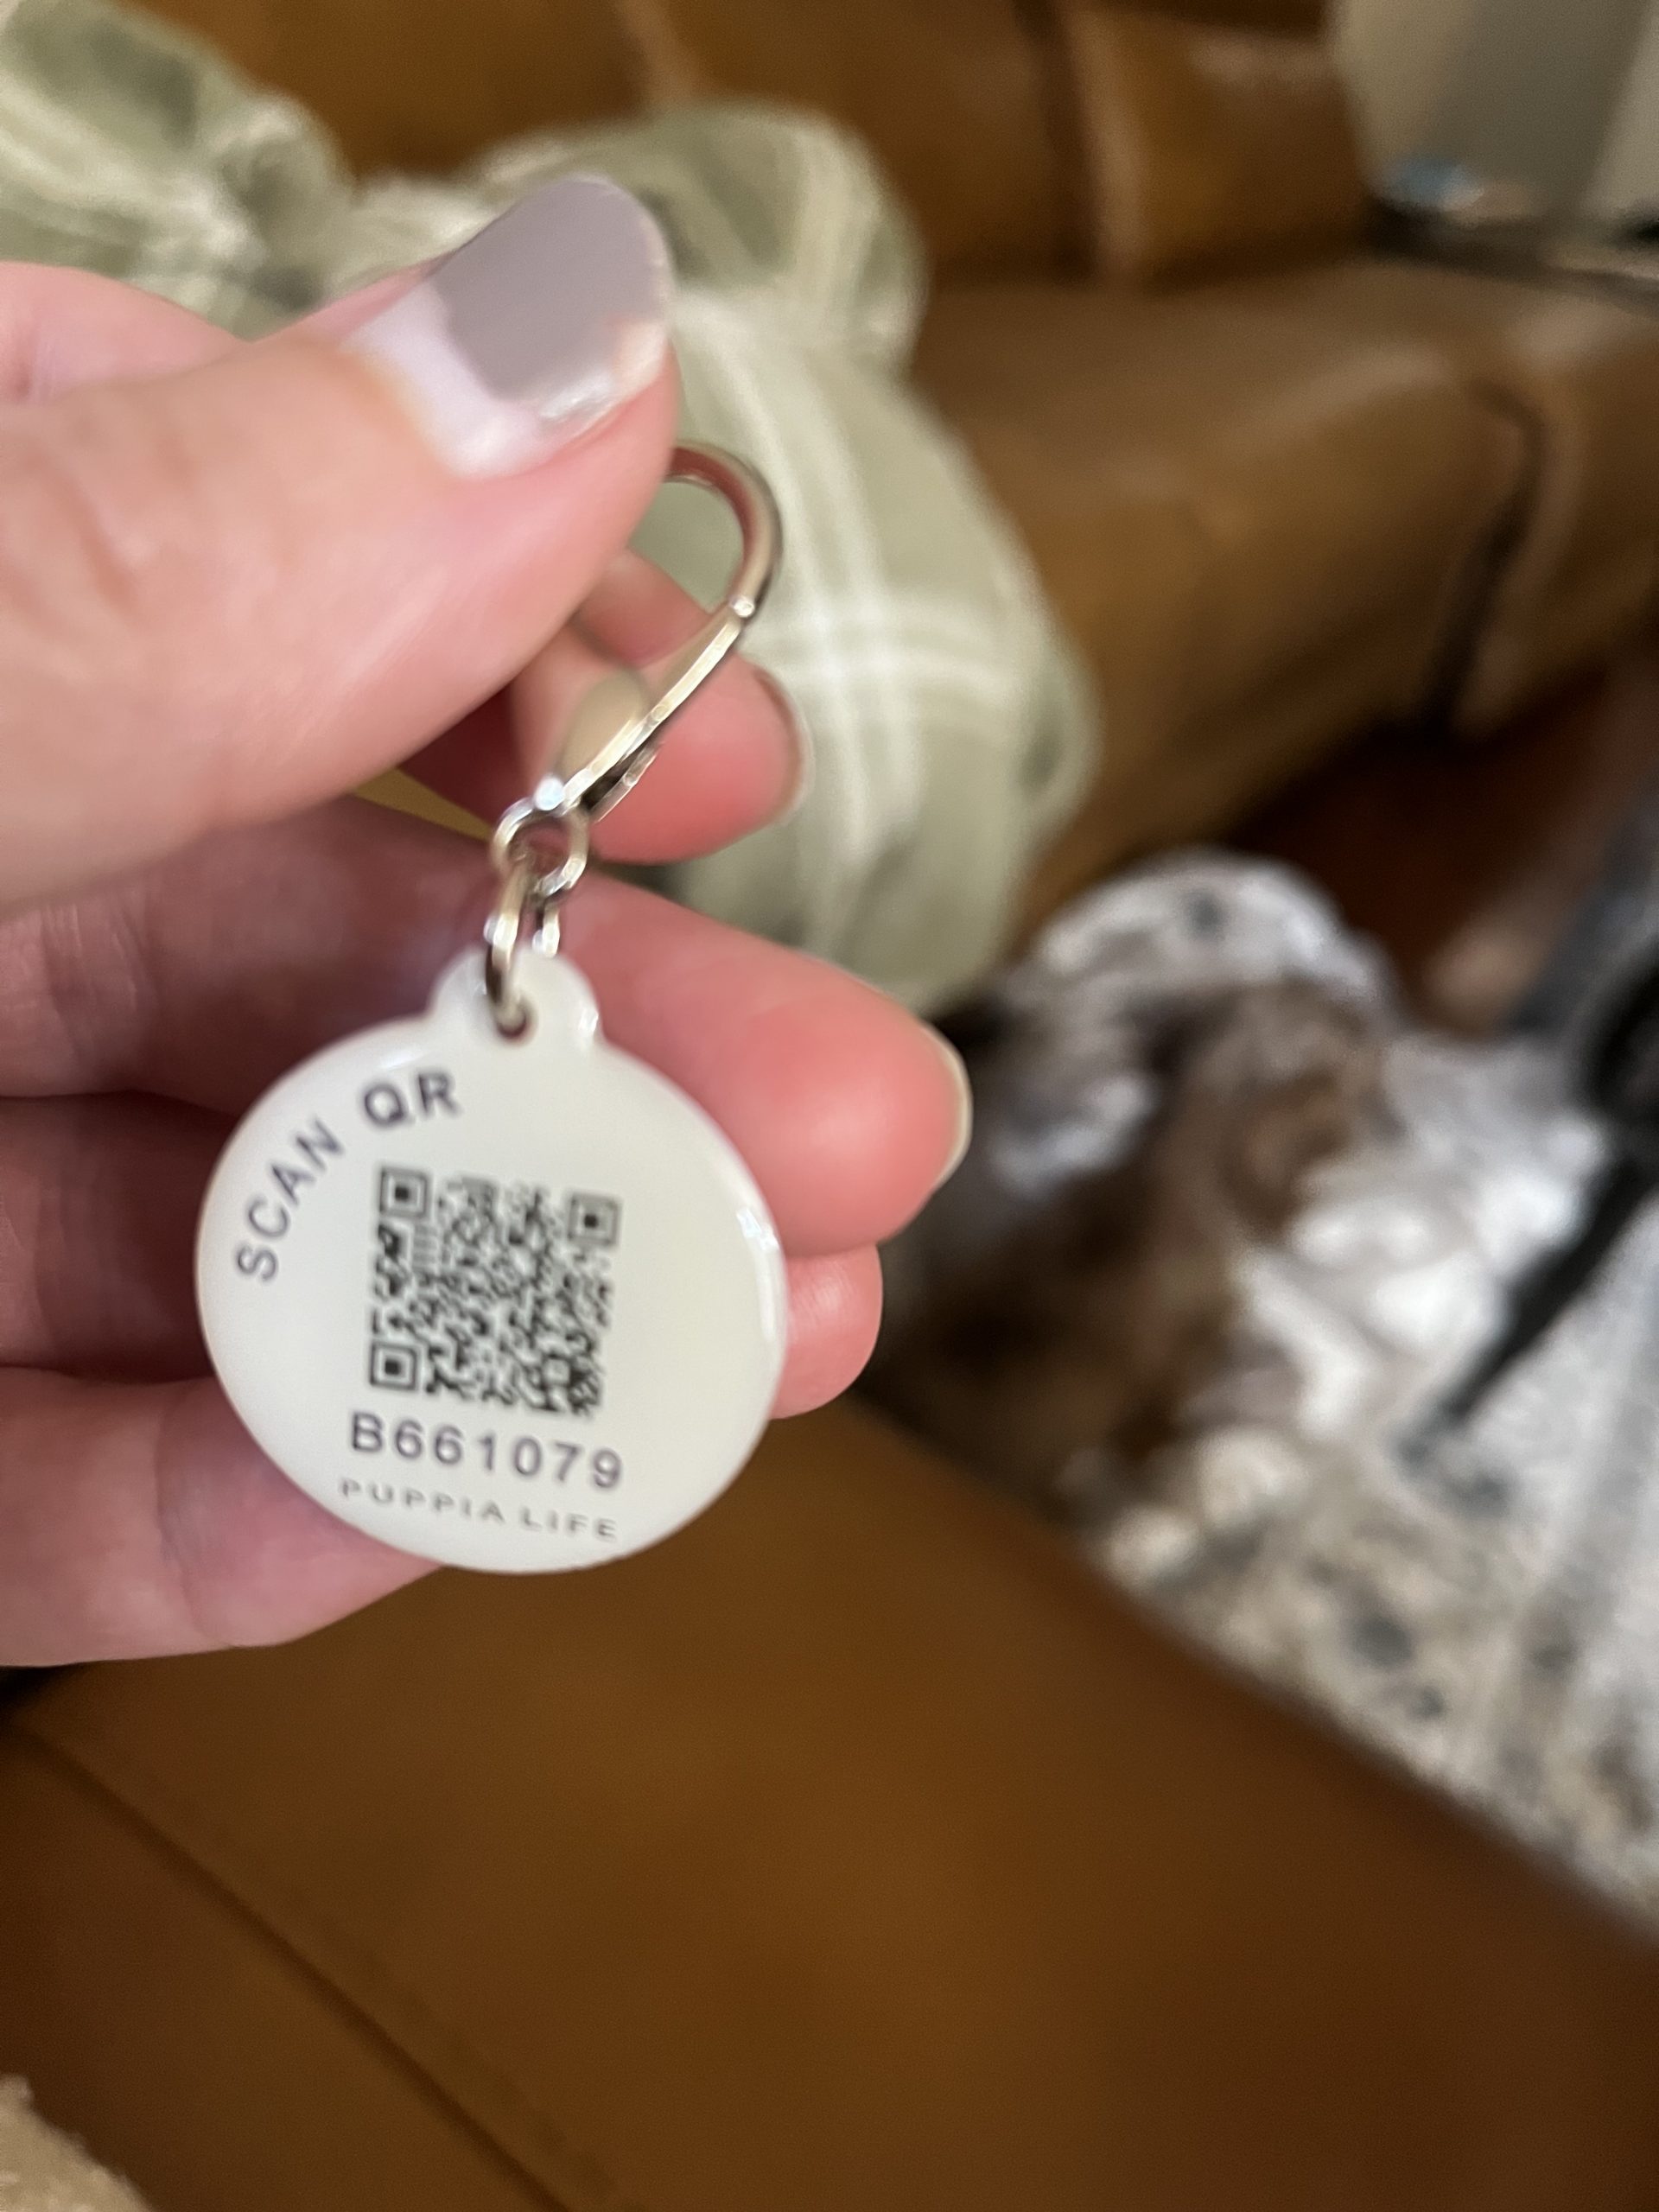 SCAN QR
B661079
PUPPIA LIFE